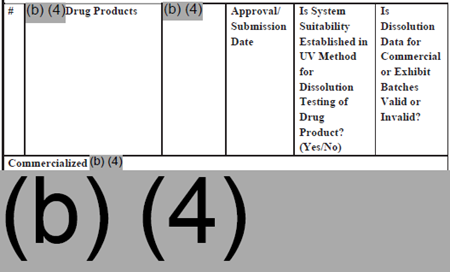 # (b) (4) Drug Products (b) (4) Approval/ Submission Date Is System Suitability Established in UV Method for Dissolution Testing of Drug Product? (Yes/No) Is Dissolution Data for Commercial or Exhibit Batches Valid or Invalid?
Commercialized (b) (4)
(b) (4)